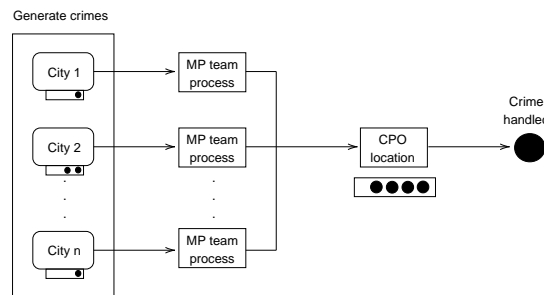 Generate crimes
City 1
MP team
process
City 2
MP team
process
CPO
location
Crime
handled
City n
MP team
process